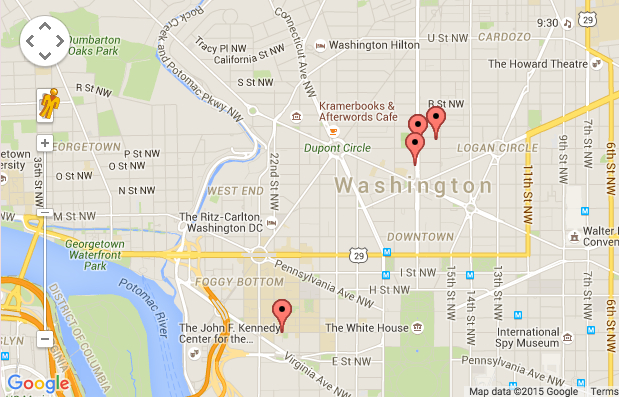 Dumbarton
Oaks Park
Rock Creek and Potomac Pkwy NW
Tracy Pl NW
California St NW
Connecticut Ave NW
Washington Hilton
U St NW
CARDOZO
9:30
29
The Howard Theatre
S St NW
Kramerbooks &
Afterwords Cafe
R St NW
GEORGETOWN
P St NW
O St NW
N St NW
35th St NW
Dupont Circle
LOGAN CIRCLE
11th St NW
9th St NW
7th St NW
6th St NW
WEST END
22nd St NW
Washington
M St NW
The Ritz-Carlton,
Washington DC
M
DOWNTOWN
Walter
Conven
Georgetown
Waterfront
Park
29
M
M
M
Potomac River
FOGGY BOTTOM
Pennsylvania Ave NW
I St NW
H St NW
15th St NW
14th St NW
13th St NW
7th St NW
6th St NW
DISTRICT OF COLUMBIA
The John F. Kennedy
Center for the...
The White House
International
Spy Museum
E St NW
Virginia Ave NW
Pennsylvania Ave NW
Google
Map data ©2015 Google
Terms